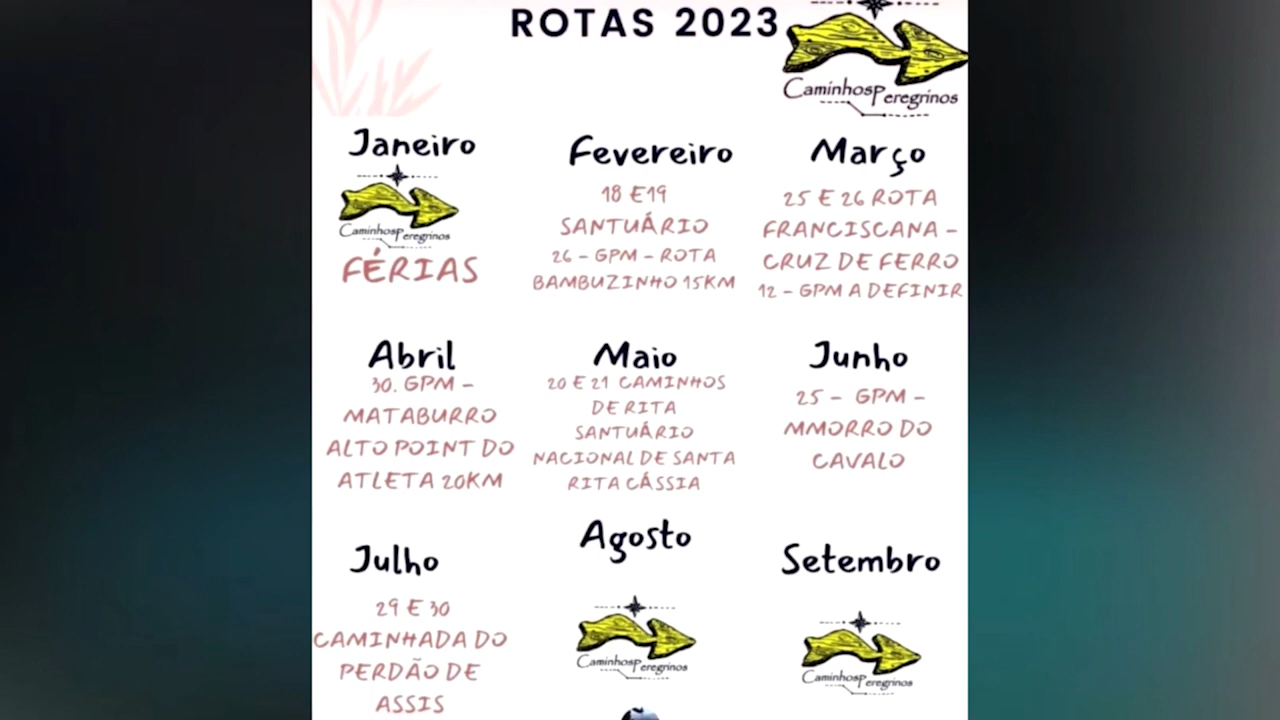 ROTAS 2023
CaminhosPeregrinos
Janeiro
CaminhosPeregrinos
FÉRIAS
Fevereiro
18 E 19
SANTUÁRIO
26 - GPM - ROTA
BAMBUZINHO 15KM
Março
25 E 26 ROTA
FRANCISCANA -
CRUZ DE FERRO
12 - GPM A DEFINIR
Abril
30. GPM -
MATABURRO
ALTO POINT DO
ATLETA 20KM
Maio
20 E 21 CAMINHOS
DE RITA
SANTUÁRIO
NACIONAL DE SANTA
RITA CÁSSIA
Junho
25 - GPM -
MMORRO DO
CAVALO
Julho
29 E 30
CAMINHADA DO
PERDÃO DE
ASSIS
Agosto
CaminhosPeregrinos
Setembro
CaminhosPeregrinos